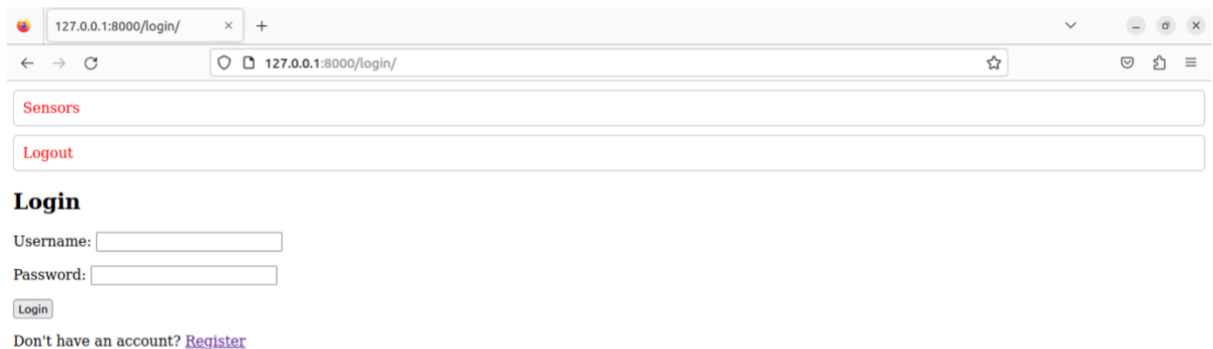 127.0.0.1:8000/login/
127.0.0.1:8000/login/
Sensors
Logout
Login
Username:
Password:
Login
Don't have an account? Register